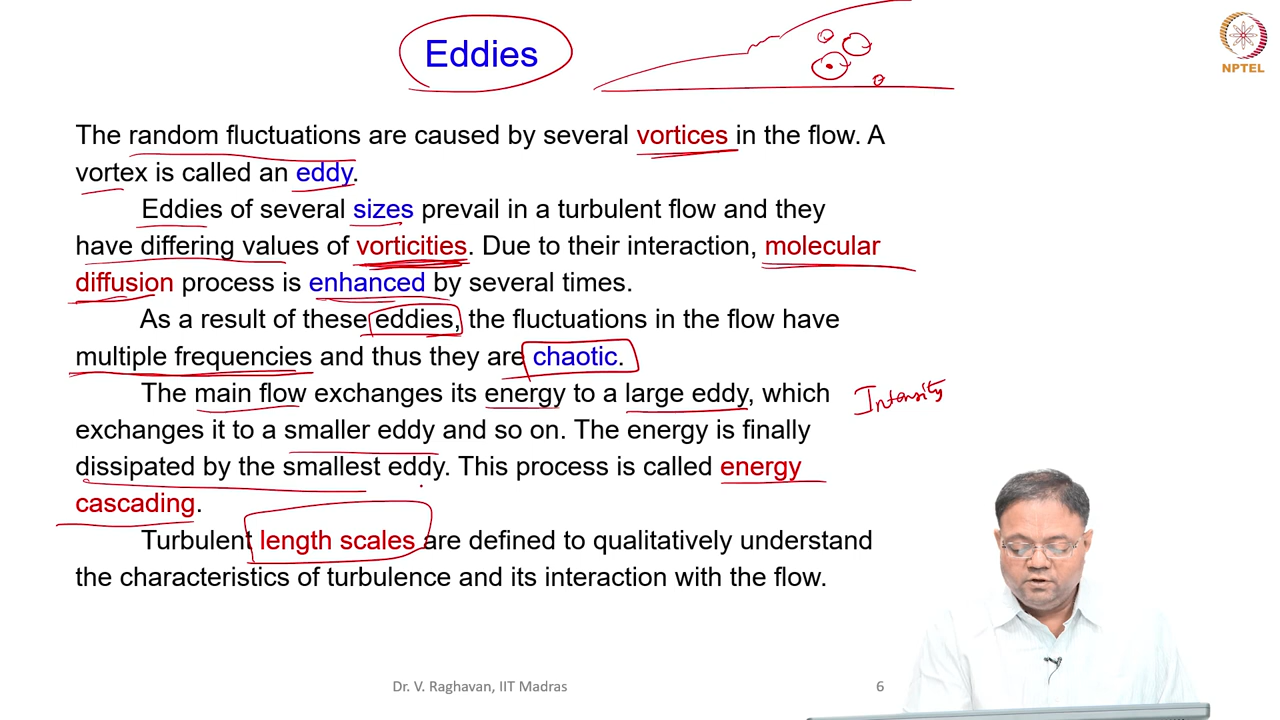 Eddies
NPTEL
The random fluctuations are caused by several vortices in the flow. A
vortex is called an eddy.
Eddies of several sizes prevail in a turbulent flow and they
have differing values of vorticities. Due to their interaction, molecular
diffusion process is enhanced by several times.
As a result of these eddies, the fluctuations in the flow have
multiple frequencies and thus they are chaotic.
The main flow exchanges its energy to a large eddy, which
Intensity
exchanges it to a smaller eddy and so on. The energy is finally
dissipated by the smallest eddy. This process is called energy
cascading.
Turbulent length scales are defined to qualitatively understand
the characteristics of turbulence and its interaction with the flow.
Dr. V. Raghavan, IIT Madras
6